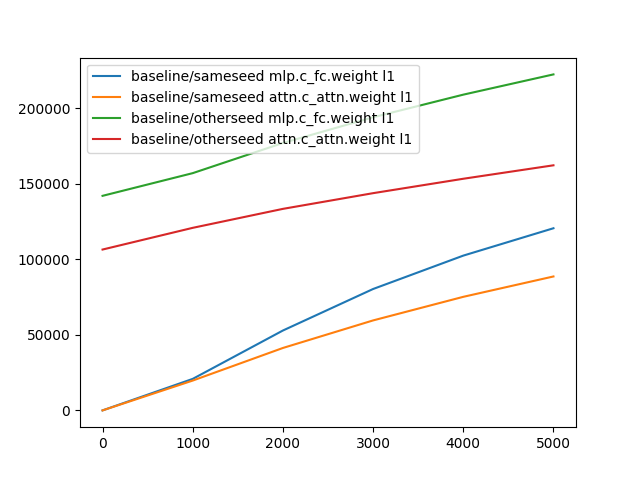 baseline/sameseed mlp.c_fc.weight l1
baseline/sameseed attn.c_attn.weight l1
baseline/otherseed mlp.c_fc.weight l1
baseline/otherseed attn.c_attn.weight l1
200000
150000
100000
50000
0
0 1000 2000 3000 4000 5000